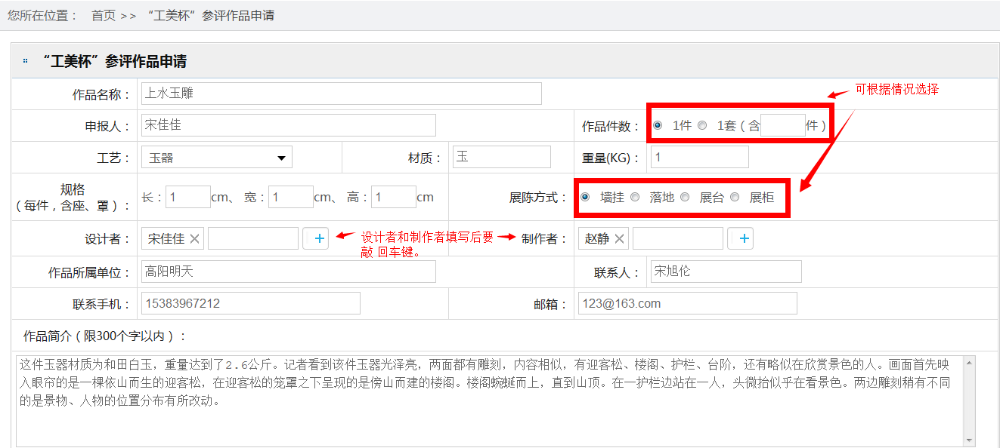 您所在位置： 首页 >> “工美杯”参评作品申请
“工美杯”参评作品申请
作品名称： 上水玉雕
可根据情况选择
申报人： 宋佳佳 作品件数： 1件 1套（含 件）
工艺： 玉器 材质： 玉 重量(KG)： 1
规格
（每件，含座、罩）： 长：1cm、 宽：1cm、 高：1cm 展陈方式： 墙挂 落地 展台 展柜
设计者： 宋佳佳 × + 设计者和制作者填写后要 制作者： 赵静 × +
敲 回车键。
作品所属单位： 高阳明天 联系人： 宋旭伦
联系手机： 15383967212 邮箱： 123@163.com
作品简介（限300个字以内）：
这件玉器材质为和田白玉，重量达到了2.6公斤。记者看到该件玉器光泽亮，两面都有雕刻，内容相似，有迎客松、楼阁、护栏、台阶，还有略似在欣赏景色的人。画面首先映
入眼帘的是一棵依山而生的迎客松，在迎客松的笼罩之下呈现的是傍山而建的楼阁。楼阁蜿蜒而上，直到山顶。在一护栏边站在一人，头微抬似乎在看景色。两边雕刻稍有不同
的是景物、人物的位置分布有所改动。